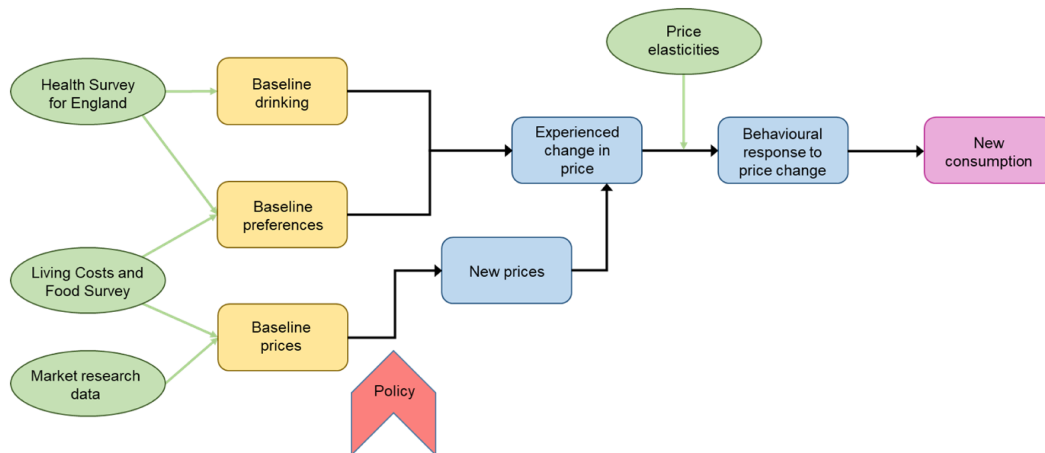 Price
elasticities
Health Survey
for England
Baseline
drinking
Experienced
change in
price
Behavioural
response to
price change
New
consumption
Baseline
preferences
Living Costs and
Food Survey
New prices
Baseline
prices
Market research
data
Policy